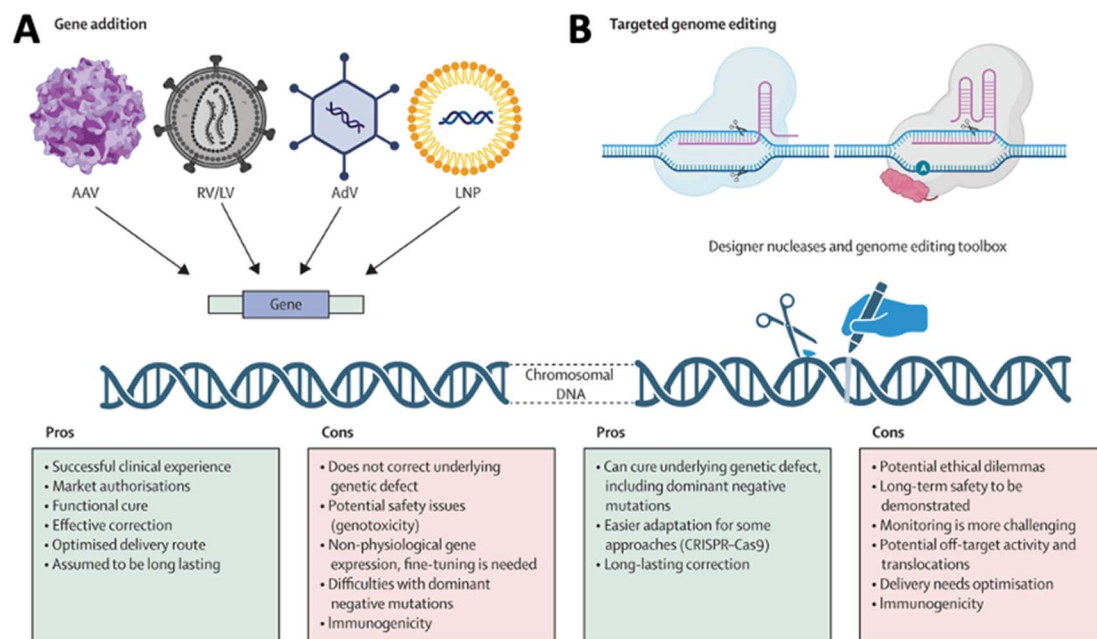 A Gene addition
AAV
RV/LV
AdV
LNP
Gene
B Targeted genome editing
A
Designer nucleases and genome editing toolbox
Chromosomal
DNA
Pros
• Successful clinical experience
• Market authorisations
• Functional cure
• Effective correction
• Optimised delivery route
• Assumed to be long lasting
Cons
• Does not correct underlying
genetic defect
• Potential safety issues
(genotoxicity)
• Non-physiological gene
expression, fine-tuning is needed
• Difficulties with dominant
negative mutations
• Immunogenicity
Pros
• Can cure underlying genetic defect,
including dominant negative
mutations
• Easier adaptation for some
approaches (CRISPR–Cas9)
• Long-lasting correction
Cons
• Potential ethical dilemmas
• Long-term safety to be
demonstrated
• Monitoring is more challenging
• Potential off-target activity and
translocations
• Delivery needs optimisation
• Immunogenicity